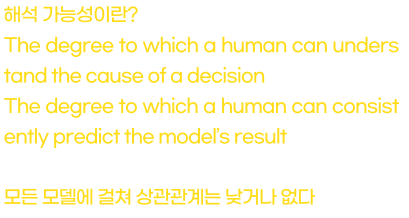 해석 가능성이란?
The degree to which a human can unders
tand the cause of a decision
The degree to which a human can consist
ently predict the model's result
모든 모델에 걸쳐 상관관계는 낮거나 없다